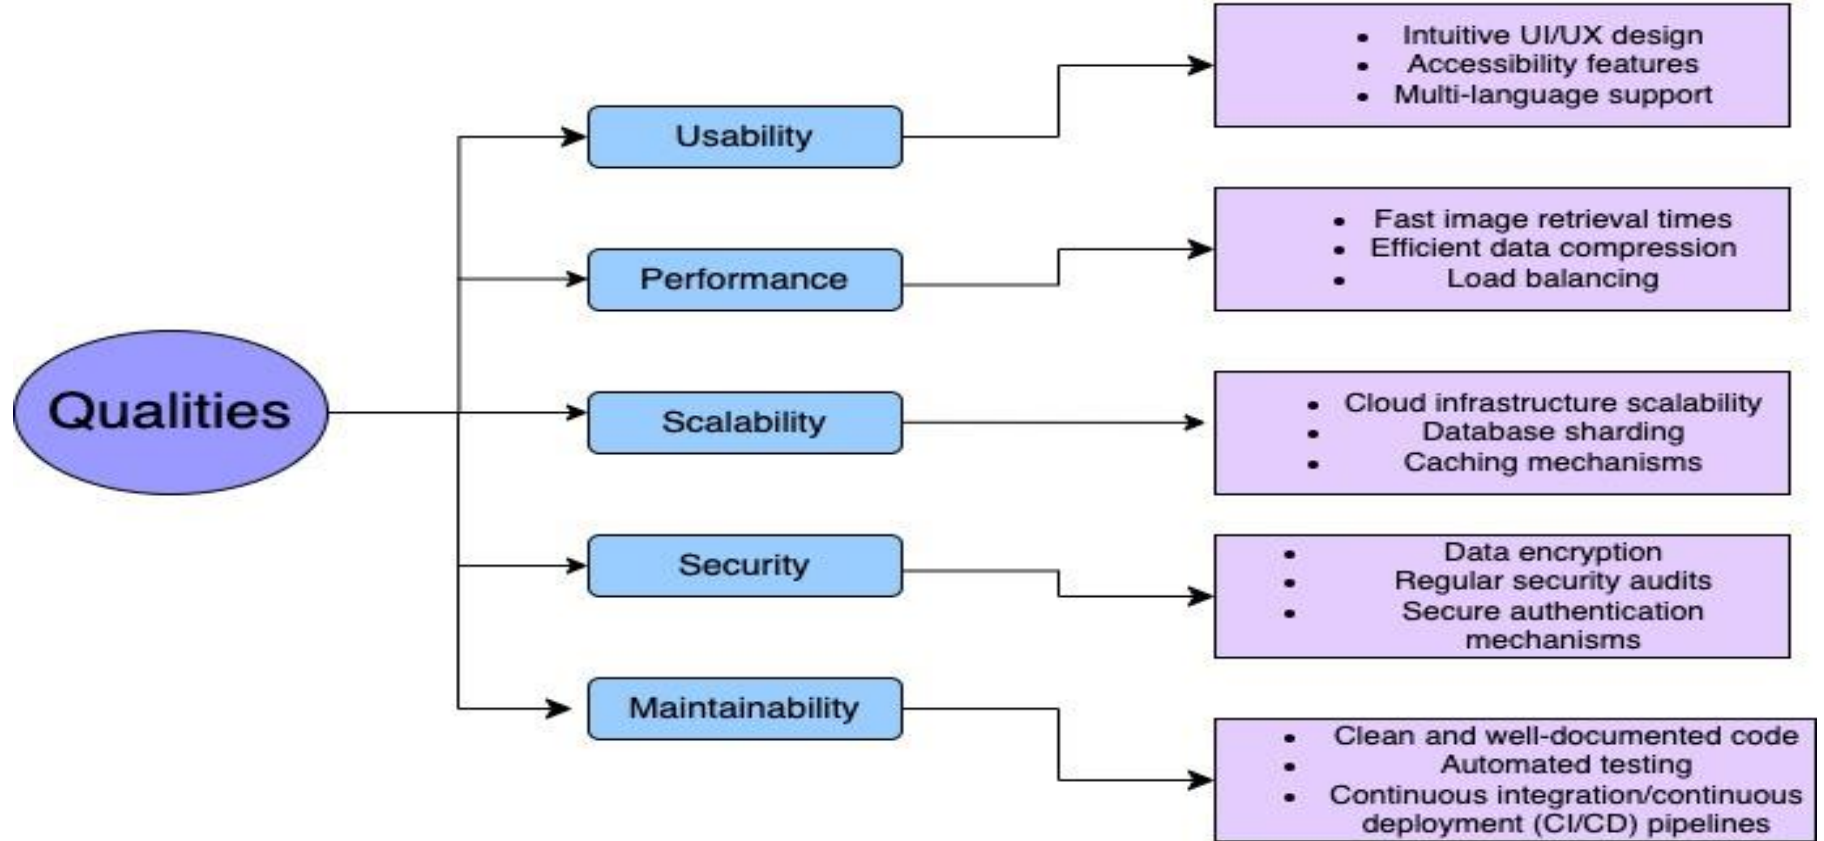 Qualities
Usability
• Intuitive UI/UX design
• Accessibility features
• Multi-language support
Performance
• Fast image retrieval times
• Efficient data compression
• Load balancing
Scalability
• Cloud infrastructure scalability
• Database sharding
• Caching mechanisms
Security
• Data encryption
• Regular security audits
• Secure authentication
mechanisms
Maintainability
• Clean and well-documented code
• Automated testing
• Continuous integration/continuous
deployment (CI/CD) pipelines